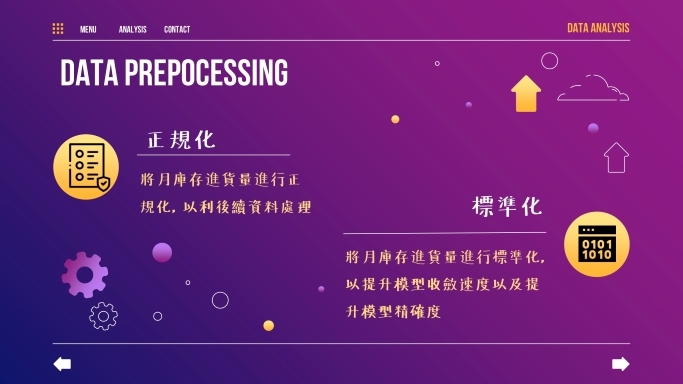 MENU
ANALYSIS
CONTACT
DATA ANALYSIS
DATA PREPOCESSING
正規化
將月庫存進貨量進行正
規化, 以利後續資料處理
標準化
0101
1010
將月庫存進貨量進行標準化,
以提升模型收斂速度以及提
升模型精確度